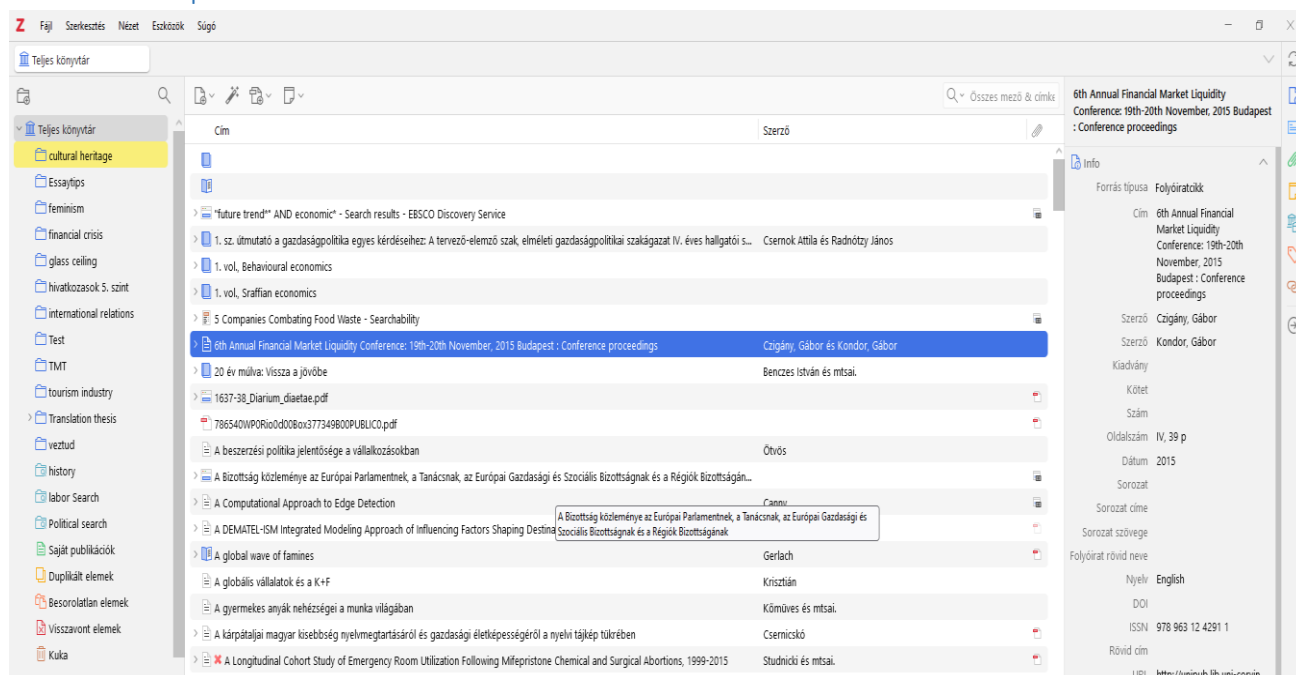 Fájl Szerkesztés Nézet Eszközök Súgó
Teljes könyvtár
Összes mező & címke
Teljes könyvtár
cultural heritage
Essaytips
feminism
financial crisis
glass ceiling
hivatkozasok 5. szint
international relations
Test
TMT
tourism industry
Translation thesis
veztud
history
labor Search
Political search
Saját publikációk
Duplikált elemek
Besorolatlan elemek
Visszavont elemek
Kuka
Cím Szerző
"future trend*" AND economic* - Search results - EBSCO Discovery Service
1. sz. útmutató a gazdaságpolitika egyes kérdéseihez: A tervező-elemző szak, elméleti gazdaságpolitikai szakágazat IV. éves hallgatói s... Csernok Attila és Radnótzy János
1. vol., Behavioural economics
1. vol., Sraffian economics
5 Companies Combating Food Waste - Searchability
6th Annual Financial Market Liquidity Conference: 19th-20th November, 2015 Budapest : Conference proceedings Czigány, Gábor és Kondor, Gábor
20 év múlva: Vissza a jövőbe Benczes István és mtsai.
1637-38_Diarium_diaetae.pdf
786540WP0Rio0d00Box377349B00PUBLIC0.pdf
A beszerzési politika jelentősége a vállalkozásokban Ötvös
A Bizottság közleménye az Európai Parlamentnek, a Tanácsnak, az Európai Gazdasági és Szociális Bizottságnak és a Régiók Bizottságán...
A Computational Approach to Edge Detection Canny
A DEMATEL-ISM Integrated Modeling Approach of Influencing Factors Shaping Destina
A Bizottság közleménye az Európai Parlamentnek, a Tanácsnak, az Európai Gazdasági és
Szociális Bizottságnak és a Régiók Bizottságának
A global wave of famines Gerlach
A globális vállalatok és a K+F Krisztián
A gyermekes anyák nehézségei a munka világában Kőműves és mtsai.
A kárpátaljai magyar kisebbség nyelvmegtartásáról és gazdasági életképességéről a nyelvi tájkép tükrében Csernicskó
A Longitudinal Cohort Study of Emergency Room Utilization Following Mifepristone Chemical and Surgical Abortions, 1999-2015 Studnicki és mtsai.
6th Annual Financial Market Liquidity
Conference: 19th-20th November, 2015 Budapest
: Conference proceedings
Info
Forrás típusa Folyóiratcikk
Cím 6th Annual Financial
Market Liquidity
Conference: 19th-20th
November, 2015
Budapest : Conference
proceedings
Szerző Czigány, Gábor
Szerző Kondor, Gábor
Kiadvány
Kötet
Szám
Oldalszám IV, 39 p
Dátum 2015
Sorozat
Sorozat címe
Sorozat szövege
Folyóirat rövid neve
Nyelv English
DOI
ISSN 978 963 12 4291 1
Rövid cím